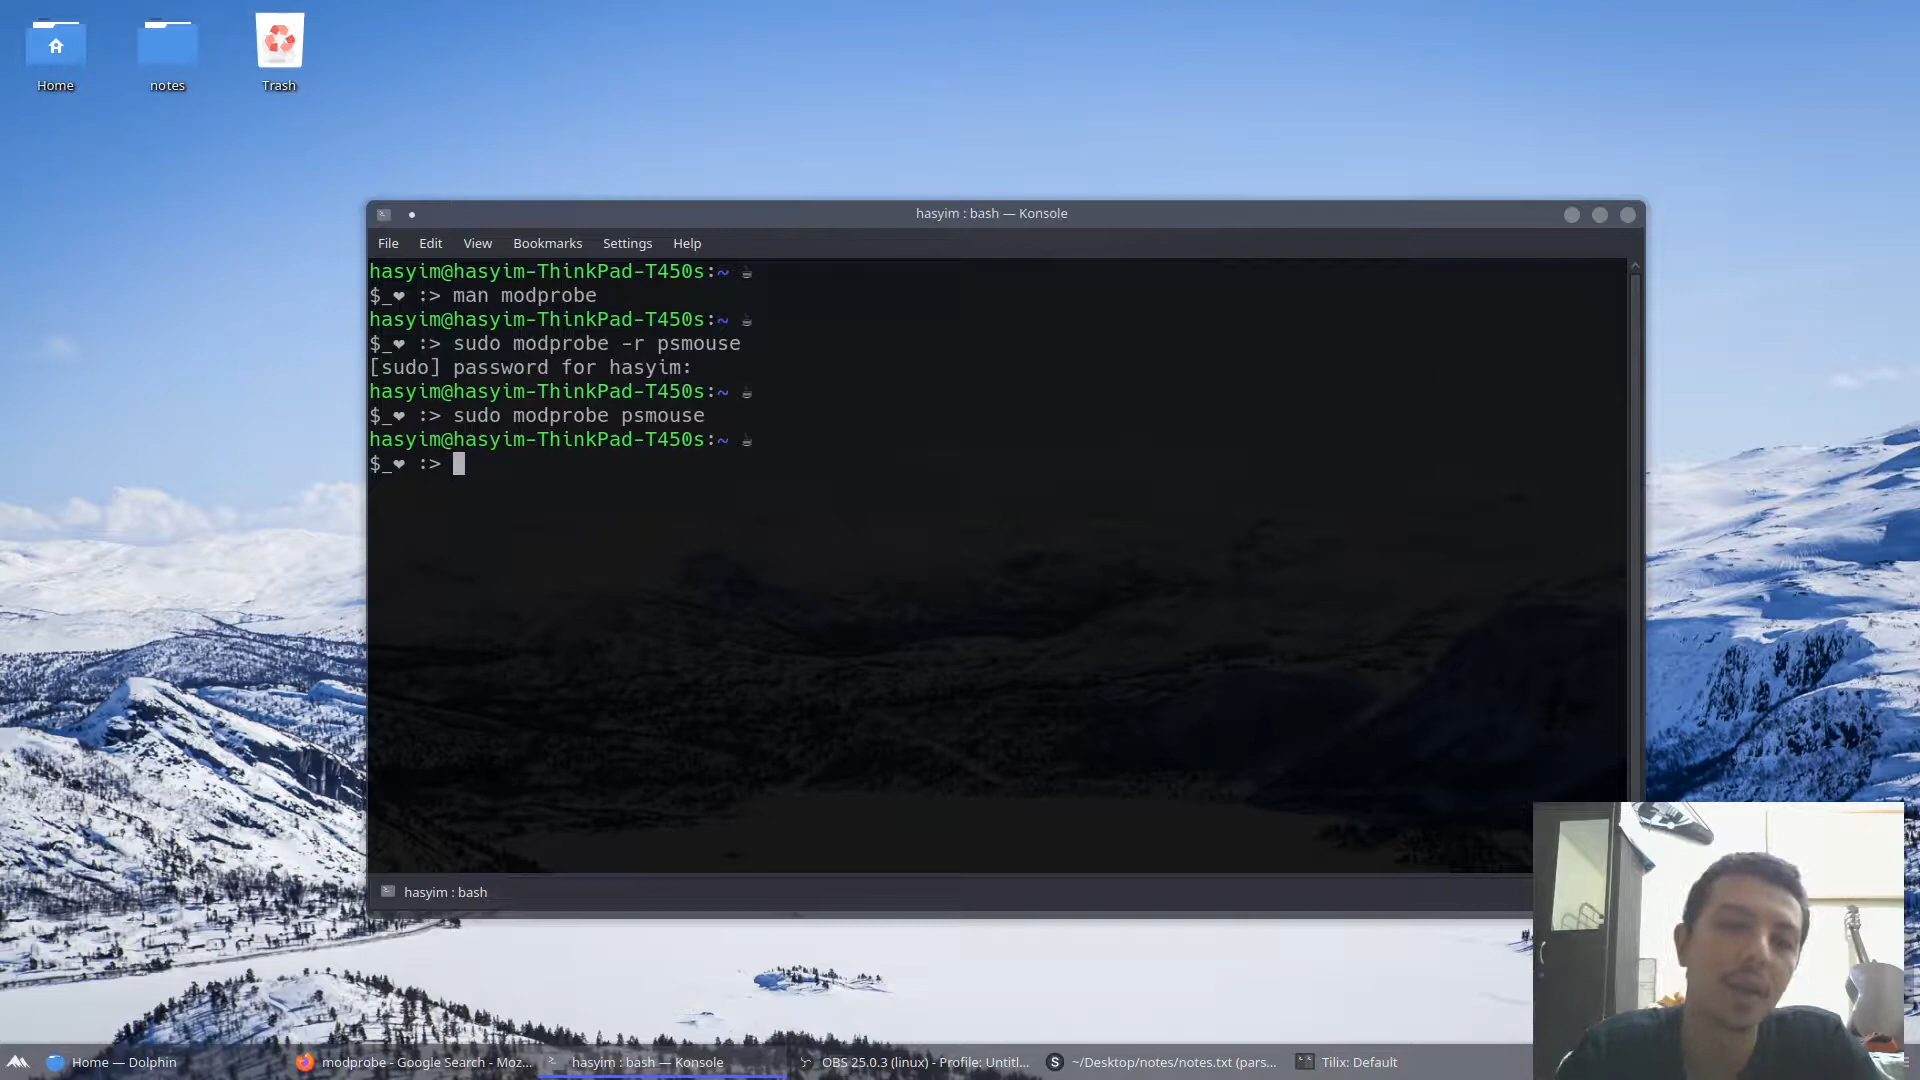 Home
notes
Trash
hasyim : bash — Konsole
File Edit View Bookmarks Settings Help
hasyim@hasyim-ThinkPad-T450s:~ ☕
$_❤ :> man modprobe
hasyim@hasyim-ThinkPad-T450s:~ ☕
$_❤ :> sudo modprobe -r psmouse
[sudo] password for hasyim:
hasyim@hasyim-ThinkPad-T450s:~ ☕
$_❤ :> sudo modprobe psmouse
hasyim@hasyim-ThinkPad-T450s:~ ☕
$_❤ :>
hasyim : bash
Home — Dolphin
modprobe - Google Search - Moz...
hasyim : bash — Konsole
OBS 25.0.3 (linux) - Profile: Untitl...
S ~/Desktop/notes/notes.txt (pars...
Tilix: Default